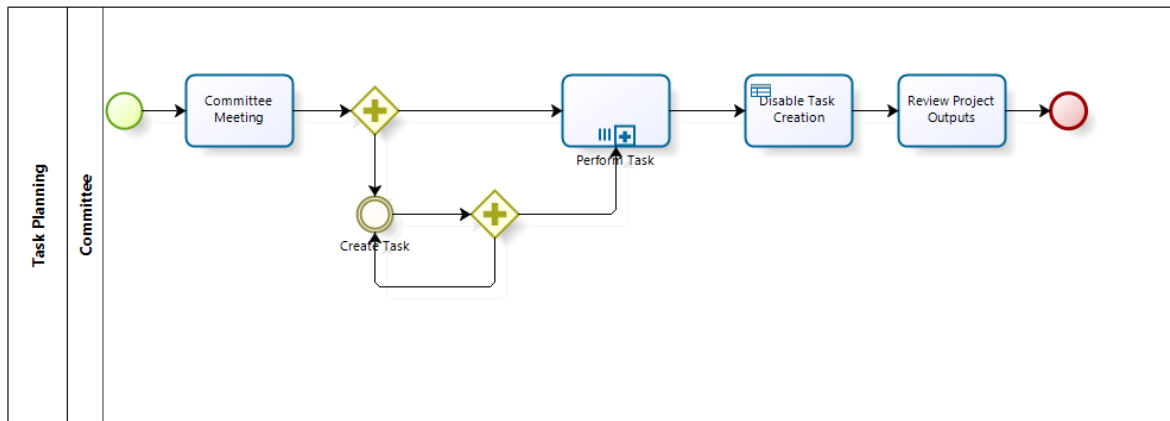 Task Planning
Committee
Committee
Meeting
Perform Task
Disable Task
Creation
Review Project
Outputs
Create Task